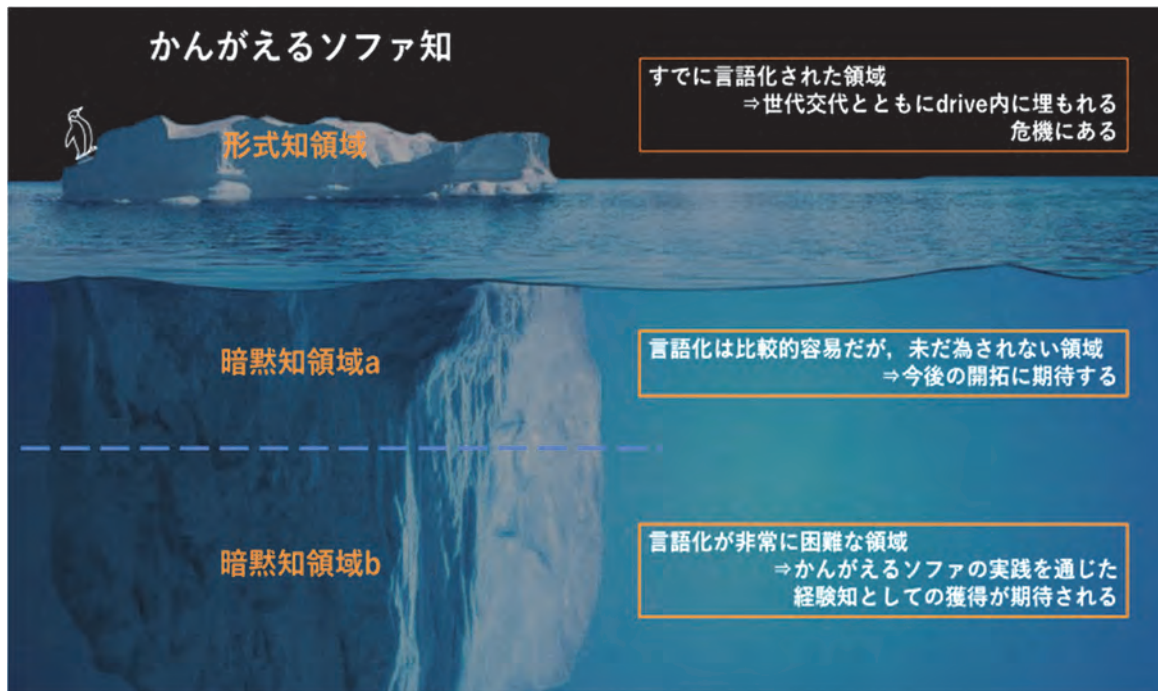 かんがえるソファ知
すでに言語化された領域
⇒世代交代とともにdrive内に埋もれる
危機にある
形式知領域
暗黙知領域a
言語化は比較的容易だが，未だ為されない領域
⇒今後の開拓に期待する
暗黙知領域b
言語化が非常に困難な領域
⇒かんがえるソファの実践を通じた
経験知としての獲得が期待される